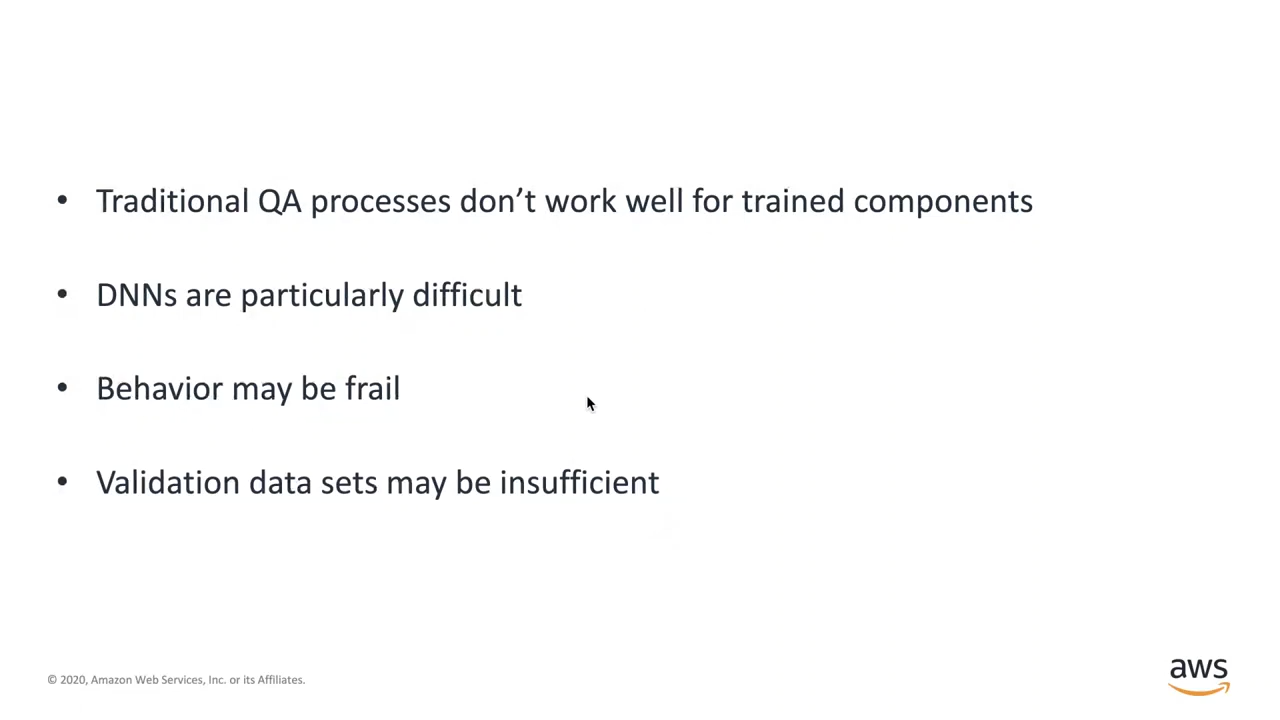 • Traditional QA processes don’t work well for trained components
• DNNs are particularly difficult
• Behavior may be frail
• Validation data sets may be insufficient
© 2020, Amazon Web Services, Inc. or its Affiliates.
aws